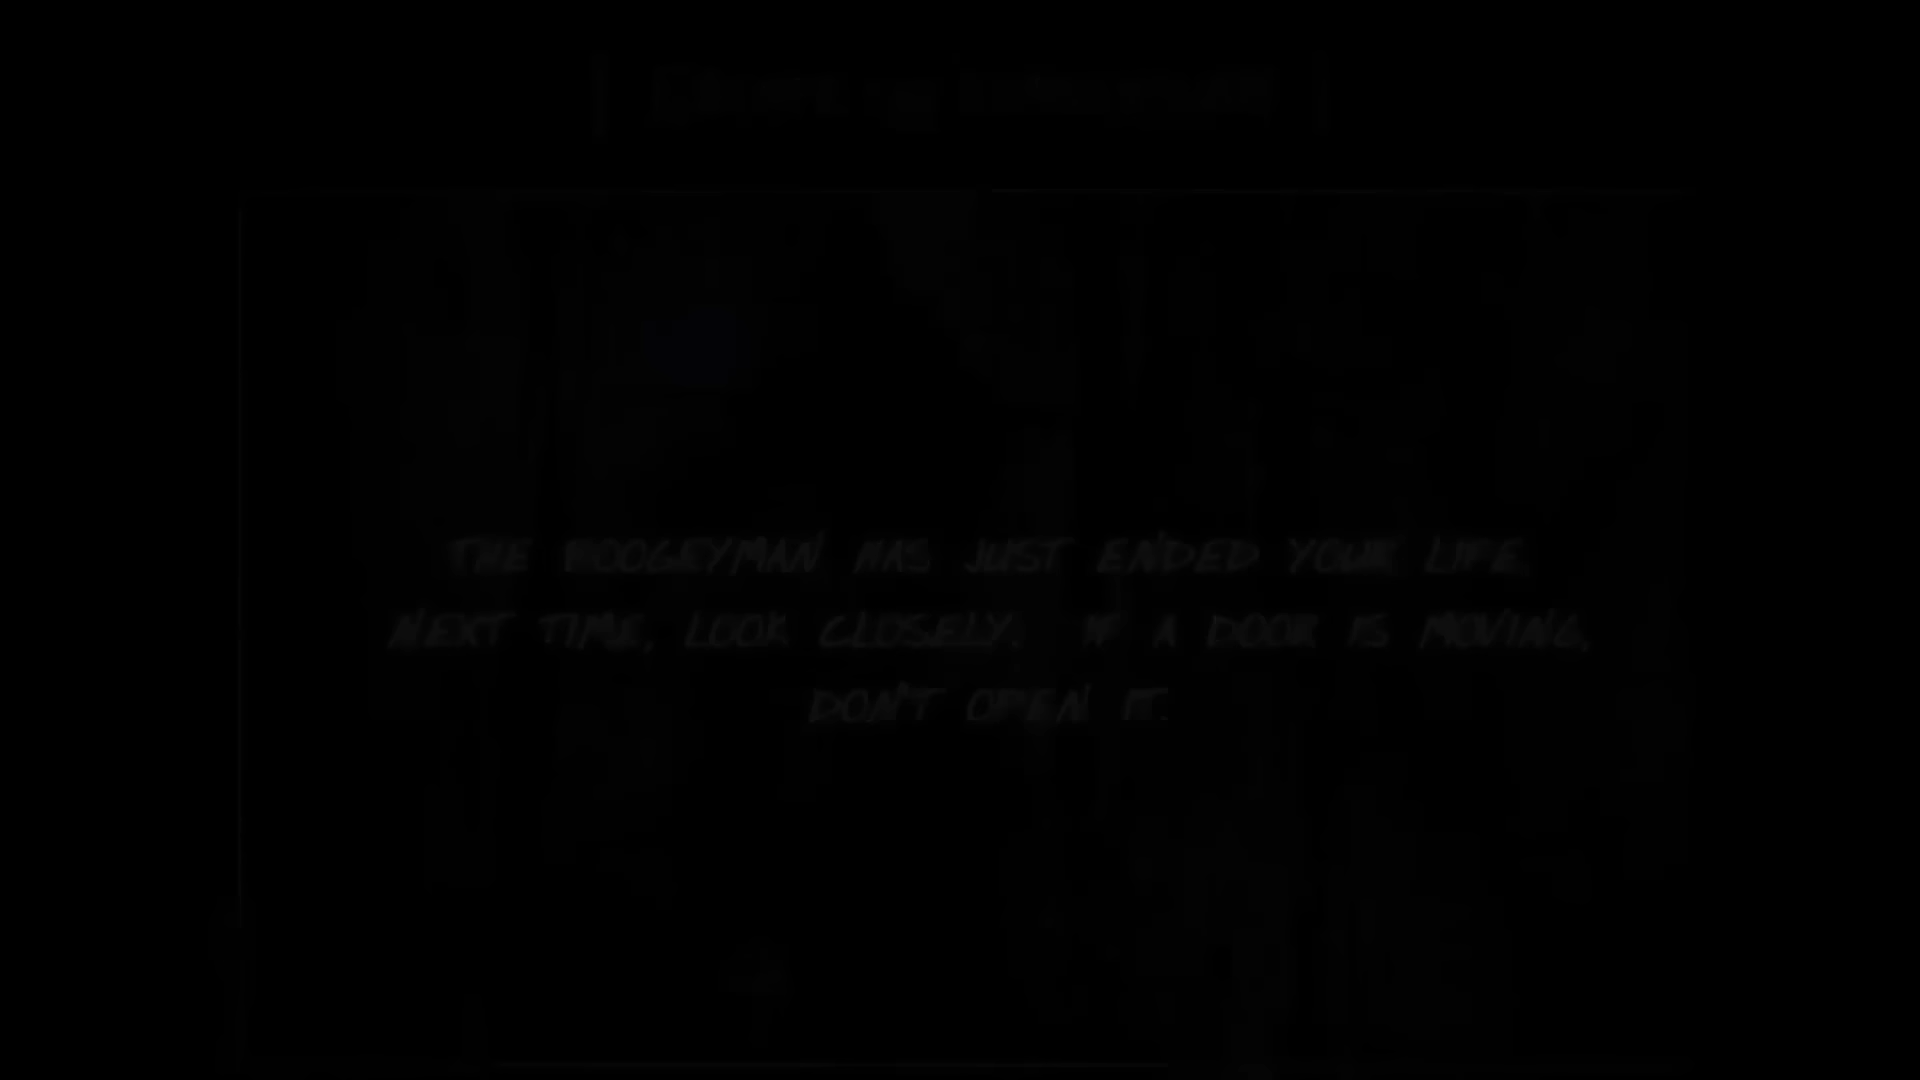 THE BOOGEYMAN HAS JUST ENDED YOUR LIFE.
NEXT TIME, LOOK CLOSELY. IF A DOOR IS MOVING,
DON'T OPEN IT.